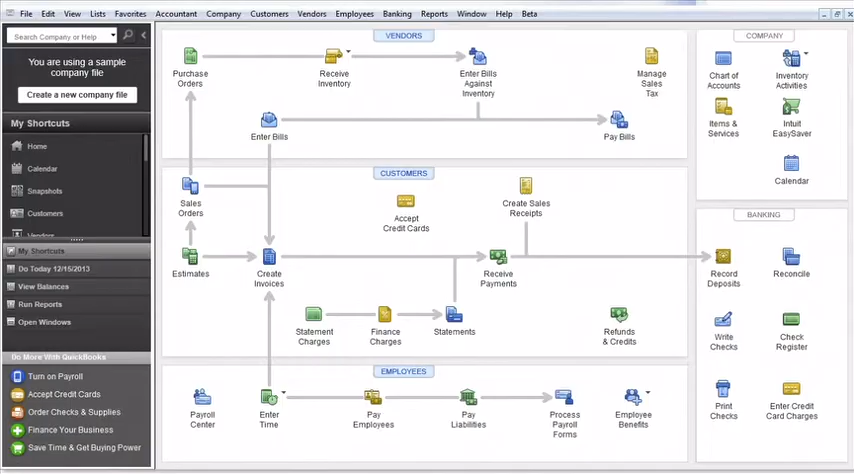 File Edit View Lists Favorites Accountant Company Customers Vendors Employees Banking Reports Window Help Beta
Search Company or Help
You are using a sample
company file
Create a new company file
My Shortcuts
Home
Calendar
Snapshots
Customers
Vendors
My Shortcuts
Do Today 12/15/2013
View Balances
Run Reports
Open Windows
Do More With QuickBooks
Turn on Payroll
Accept Credit Cards
Order Checks & Supplies
Finance Your Business
Save Time & Get Buying Power
VENDORS
Purchase
Orders
Receive
Inventory
Enter Bills
Against
Inventory
Manage
Sales
Tax
Enter Bills
Pay Bills
CUSTOMERS
Sales
Orders
Accept
Credit Cards
Create Sales
Receipts
Estimates
Create
Invoices
Receive
Payments
Statement
Charges
Finance
Charges
Statements
Refunds
& Credits
EMPLOYEES
Payroll
Center
Enter
Time
Pay
Employees
Pay
Liabilities
Process
Payroll
Forms
Employee
Benefits
COMPANY
Chart of
Accounts
Inventory
Activities
Items &
Services
Intuit
EasySaver
Calendar
BANKING
Record
Deposits
Reconcile
Write
Checks
Check
Register
Print
Checks
Enter Credit
Card Charges